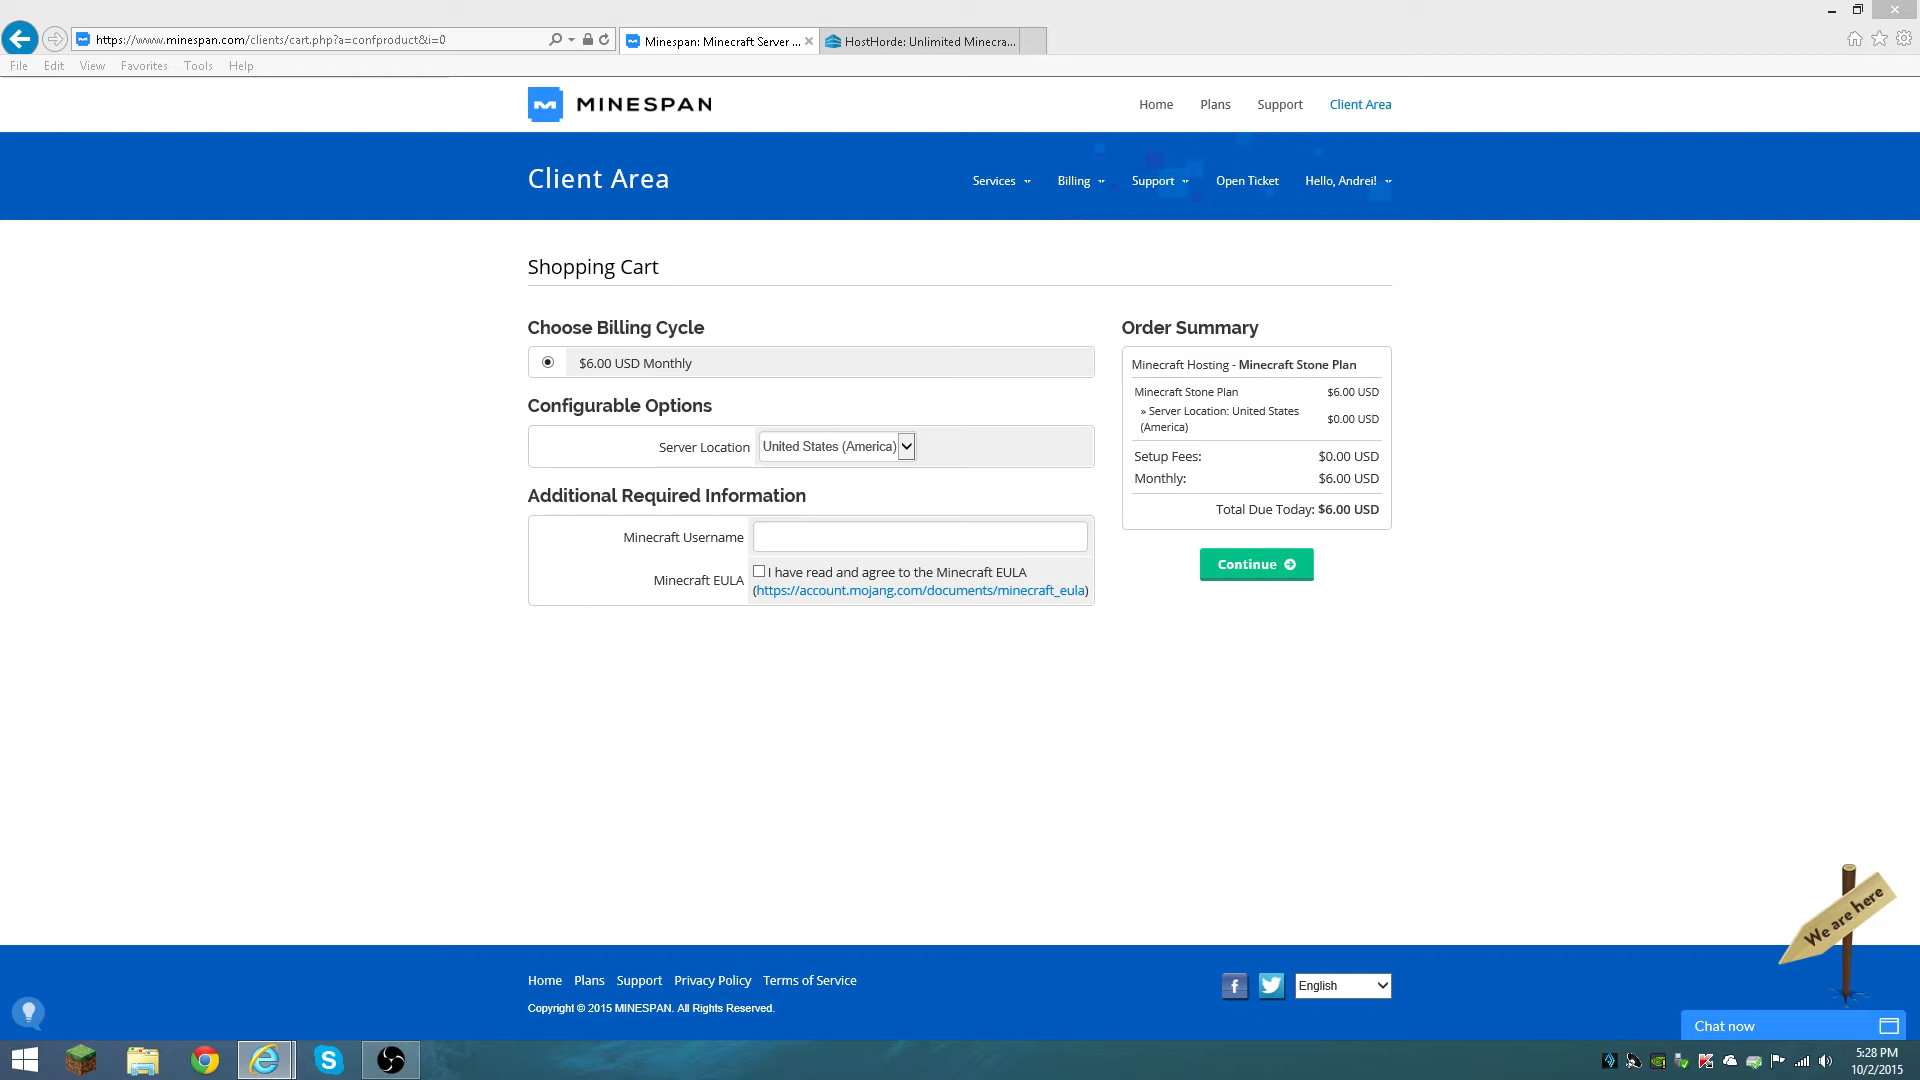 https://www.minespan.com/clients/cart.php?a=confproduct&i=0
Minespan: Minecraft Server ...
HostHorde: Unlimited Minecra...
File Edit View Favorites Tools Help
MINESPAN
Home Plans Support Client Area
Client Area
Services Billing Support Open Ticket Hello, Andrei!
Shopping Cart
Choose Billing Cycle
$6.00 USD Monthly
Configurable Options
Server Location United States (America)
Additional Required Information
Minecraft Username
Minecraft EULA I have read and agree to the Minecraft EULA
(https://account.mojang.com/documents/minecraft_eula)
Order Summary
Minecraft Hosting - Minecraft Stone Plan
Minecraft Stone Plan $6.00 USD
» Server Location: United States
(America) $0.00 USD
Setup Fees: $0.00 USD
Monthly: $6.00 USD
Total Due Today: $6.00 USD
Continue
We are here
Home Plans Support Privacy Policy Terms of Service
English
Copyright © 2015 MINESPAN. All Rights Reserved.
Chat now
5:28 PM
10/2/2015